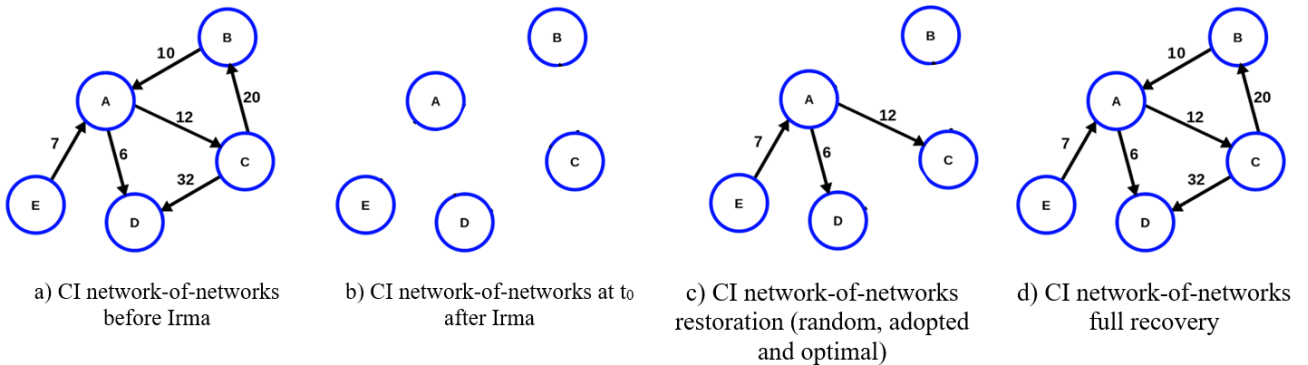 B
10
A
12
20
7
6
C
32
E
D
a) CI network-of-networks
before Irma
B
A
C
E
D
b) CI network-of-networks at t₀
after Irma
B
A
12
7
6
C
E
D
c) CI network-of-networks
restoration (random, adopted
and optimal)
B
10
A
12
20
7
6
C
32
E
D
d) CI network-of-networks
full recovery